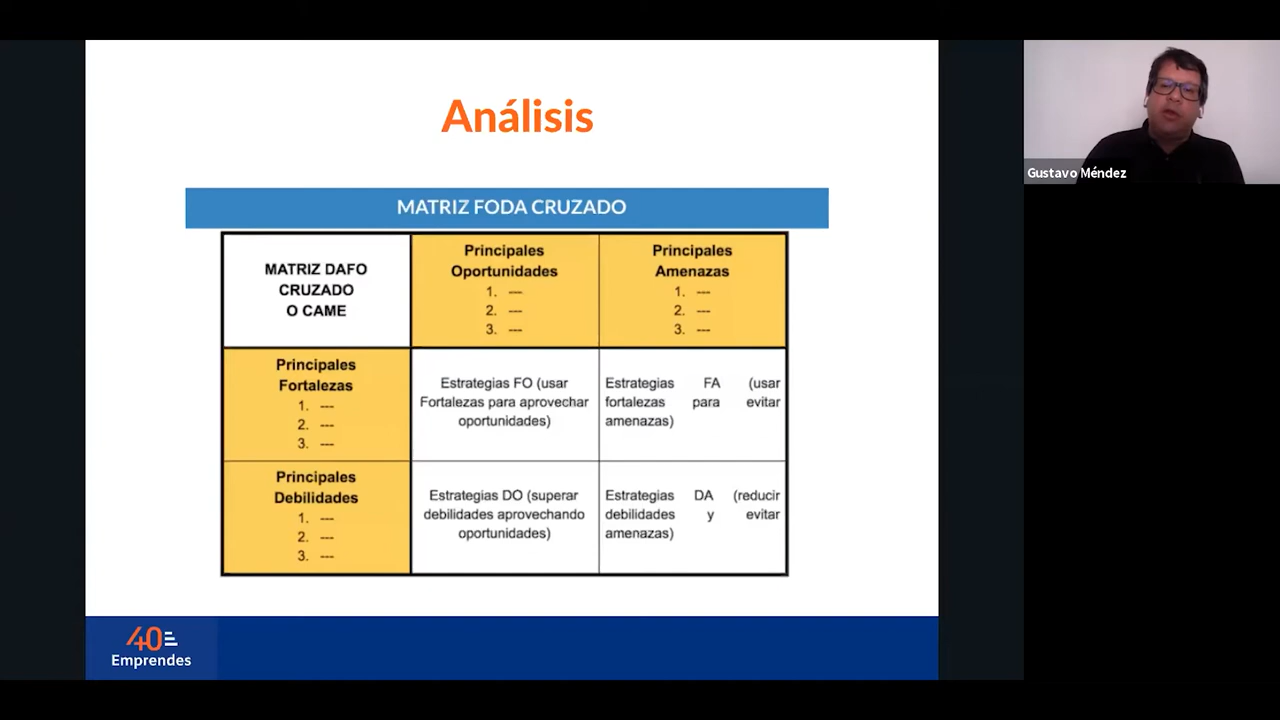 Análisis
MATRIZ FODA CRUZADO
MATRIZ DAFO
CRUZADO
O CAME
Principales
Oportunidades
1. ---
2. ---
3. ---
Principales
Amenazas
1. ---
2. ---
3. ---
Principales
Fortalezas
1. ---
2. ---
3. ---
Estrategias FO (usar
Fortalezas para aprovechar
oportunidades)
Estrategias FA (usar
fortalezas para evitar
amenazas)
Principales
Debilidades
1. ---
2. ---
3. ---
Estrategias DO (superar
debilidades aprovechando
oportunidades)
Estrategias DA (reducir
debilidades y evitar
amenazas)
40
Emprendes
Gustavo Méndez